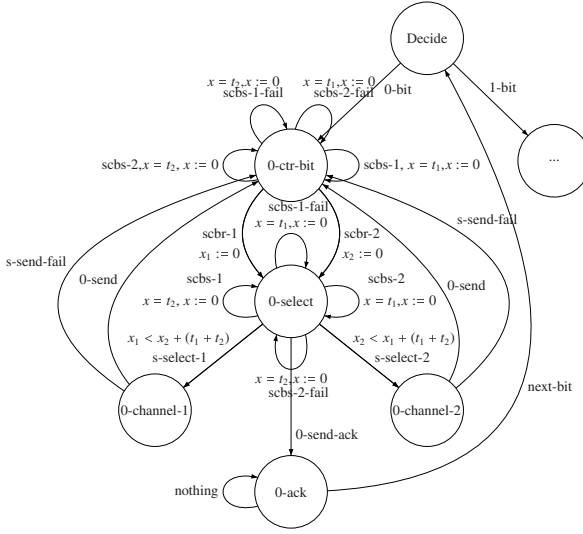 Decide
x = t₂,x := 0
scbs-1-fail
x = t₁,x := 0
scbs-2-fail
0-bit
1-bit
...
scbs-2,x = t₂, x := 0
0-ctr-bit
scbs-1, x = t₁,x := 0
scbs-1-fail
x = t₁,x := 0
scbr-1
x₁ := 0
scbr-2
x₂ := 0
s-send-fail
s-send-fail
0-send
0-send
scbs-1
x = t₂, x := 0
0-select
scbs-2
x = t₁,x := 0
x₁ < x₂ + (t₁ + t₂)
s-select-1
x₂ < x₁ + (t₁ + t₂)
s-select-2
x = t₂,x := 0
scbs-2-fail
0-channel-1
0-channel-2
next-bit
0-send-ack
nothing
0-ack